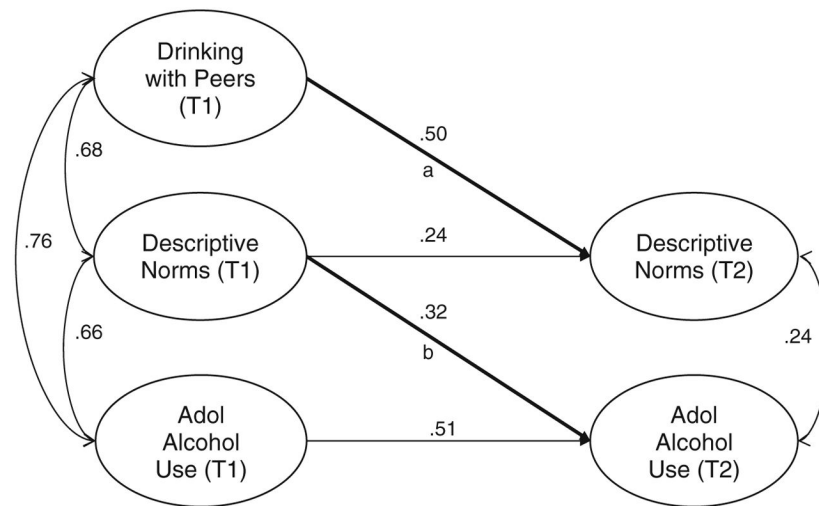 Drinking
with Peers
(T1)
.50
a
.68
.76
Descriptive
Norms (T1)
.24
Descriptive
Norms (T2)
.32
b
.66
.24
Adol
Alcohol
Use (T1)
.51
Adol
Alcohol
Use (T2)